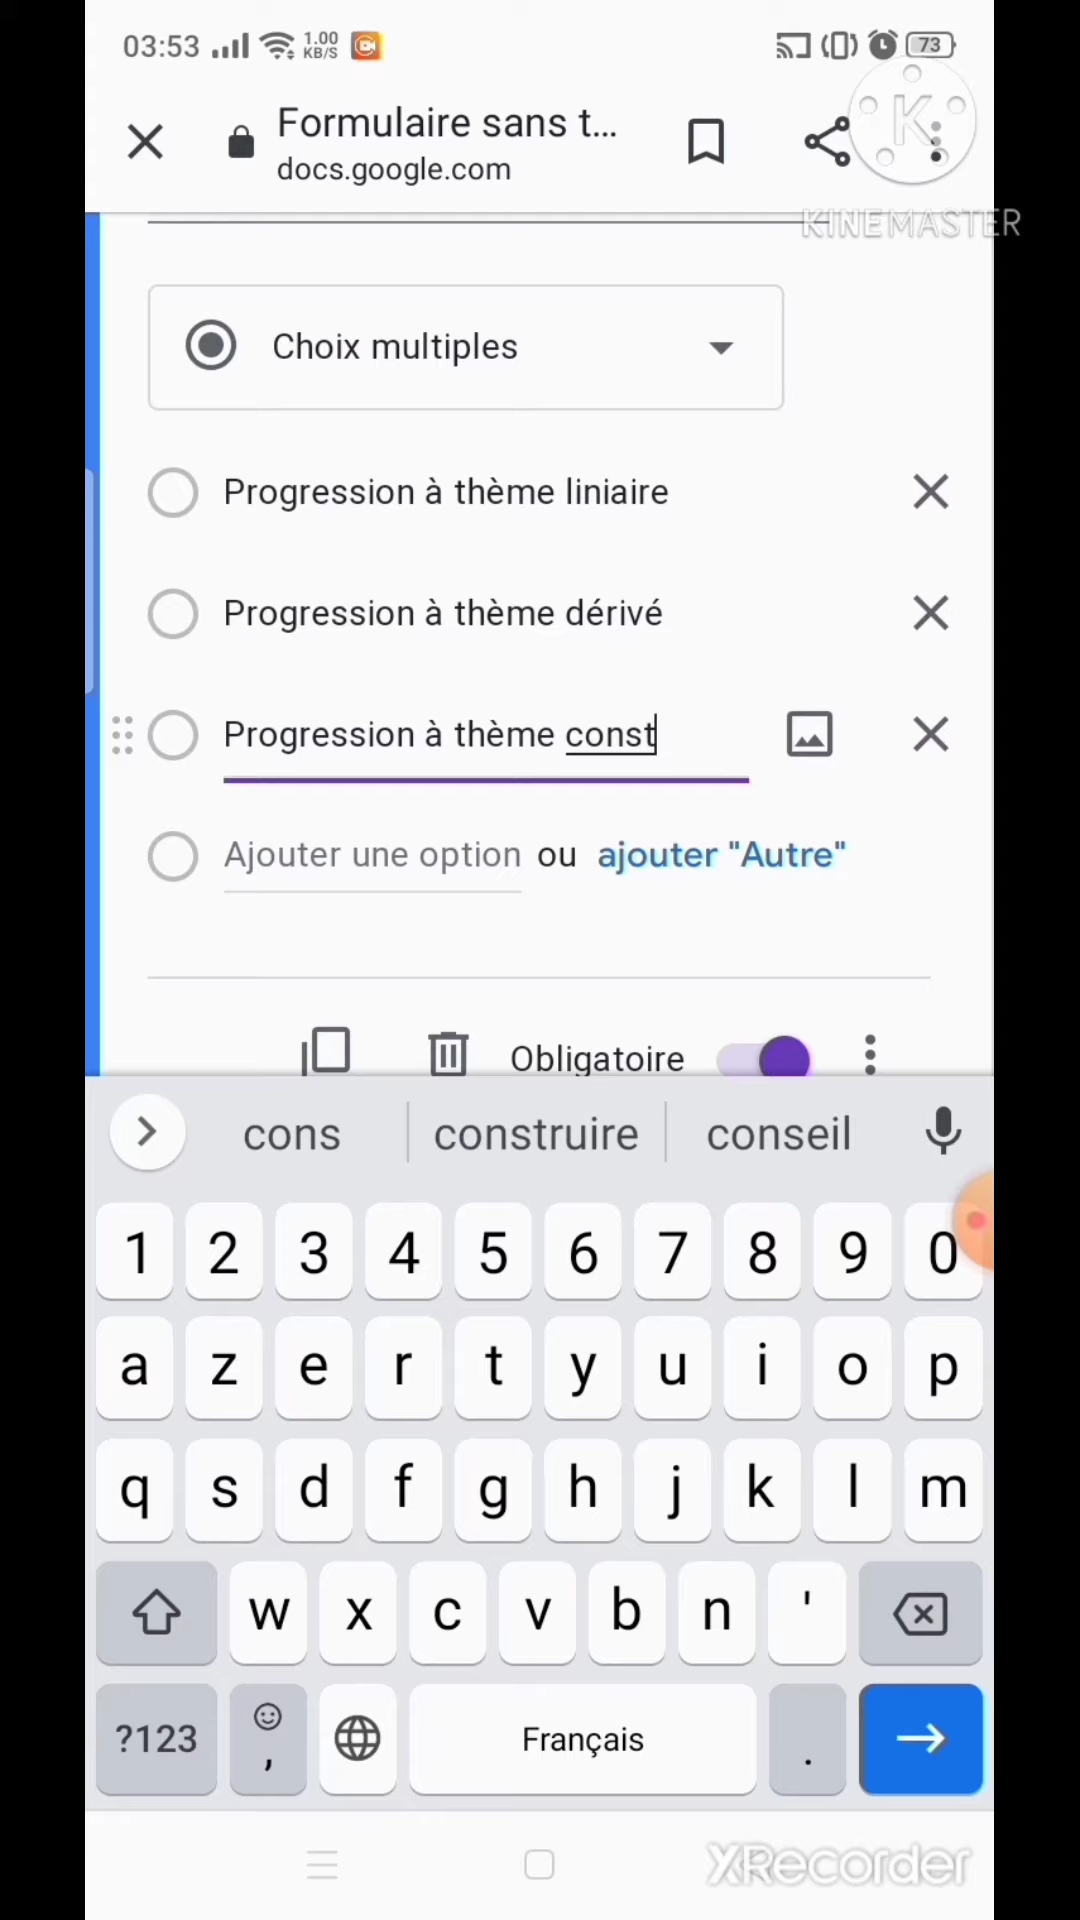 03:53 1.00 KB/S 73
Formulaire sans t...
docs.google.com
K
KINEMASTER
Choix multiples
Progression à thème liniaire
Progression à thème dérivé
Progression à thème const
Ajouter une option ou ajouter "Autre"
Obligatoire
cons construire conseil
1 2 3 4 5 6 7 8 9 0
a z e r t y u i o p
q s d f g h j k l m
w x c v b n '
?123 , Français .
XRecorder